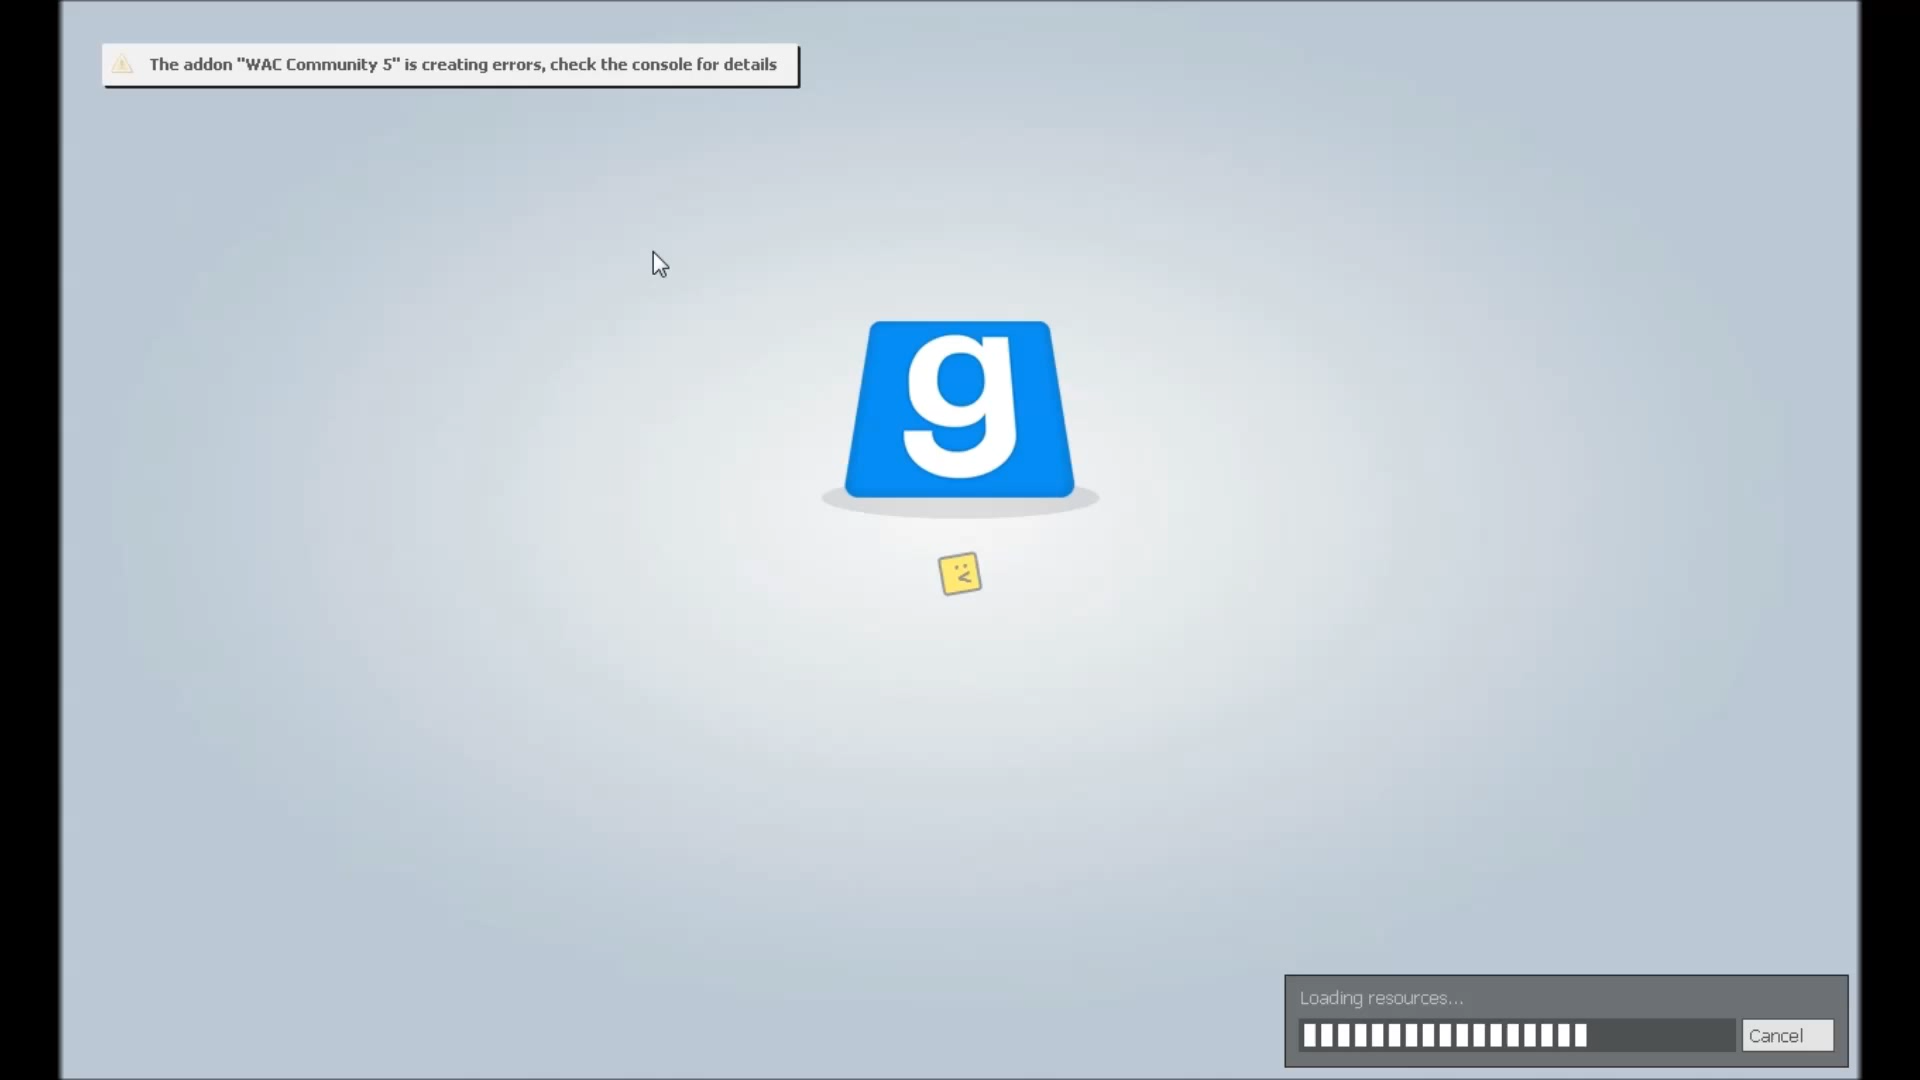 The addon "WAC Community 5" is creating errors, check the console for details
g
Loading resources...
Cancel